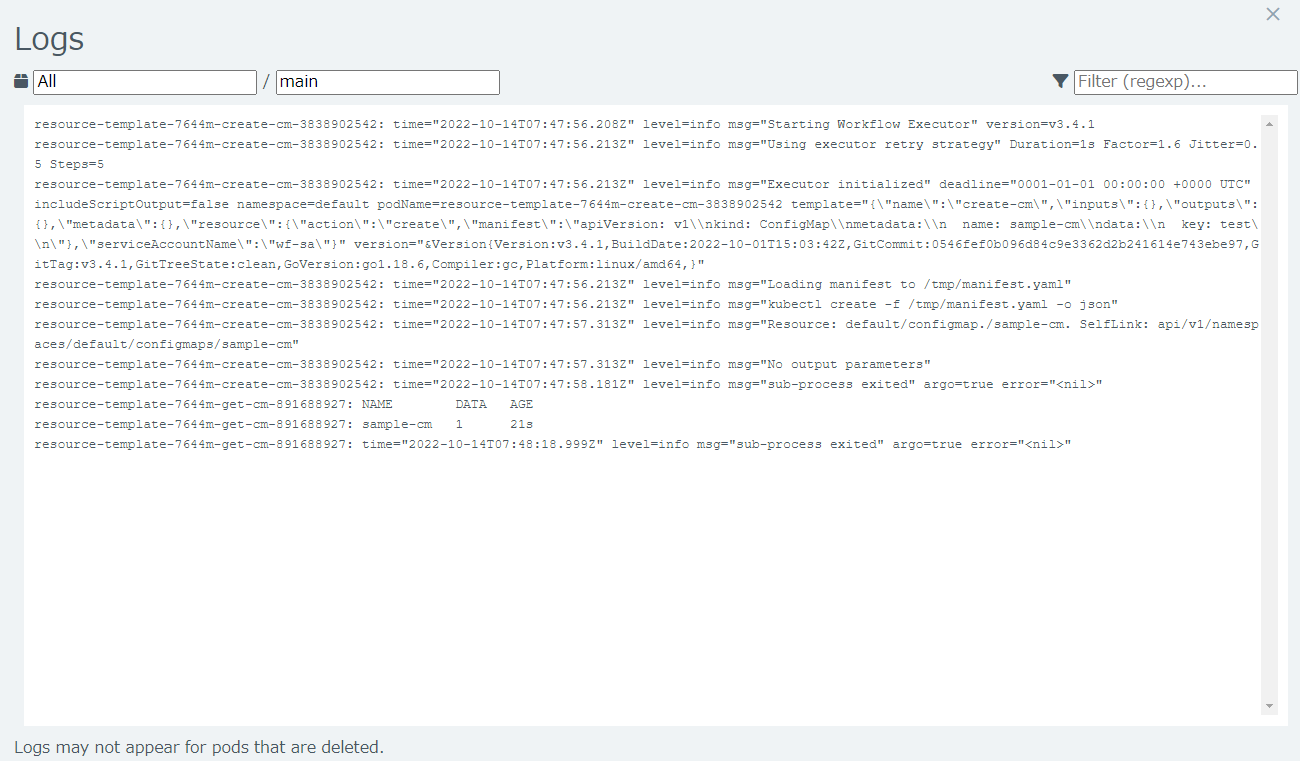 Logs
All / main Filter (regexp)...
resource-template-7644m-create-cm-3838902542: time="2022-10-14T07:47:56.208Z" level=info msg="Starting Workflow Executor" version=v3.4.1
resource-template-7644m-create-cm-3838902542: time="2022-10-14T07:47:56.213Z" level=info msg="Using executor retry strategy" Duration=1s Factor=1.6 Jitter=0.
5 Steps=5
resource-template-7644m-create-cm-3838902542: time="2022-10-14T07:47:56.213Z" level=info msg="Executor initialized" deadline="0001-01-01 00:00:00 +0000 UTC"
includeScriptOutput=false namespace=default podName=resource-template-7644m-create-cm-3838902542 template="{\"name\":\"create-cm\",\"inputs\":{},\"outputs\":
{},\"metadata\":{},\"resource\":{\"action\":\"create\",\"manifest\":\"apiVersion: v1\\nkind: ConfigMap\\nmetadata:\\n  name: sample-cm\\ndata:\\n  key: test\
\n\"},\"serviceAccountName\":\"wf-sa\"}" version="&Version{Version:v3.4.1,BuildDate:2022-10-01T15:03:42Z,GitCommit:0546fef0b096d84c9e3362d2b241614e743ebe97,G
itTag:v3.4.1,GitTreeState:clean,GoVersion:go1.18.6,Compiler:gc,Platform:linux/amd64,}"
resource-template-7644m-create-cm-3838902542: time="2022-10-14T07:47:56.213Z" level=info msg="Loading manifest to /tmp/manifest.yaml"
resource-template-7644m-create-cm-3838902542: time="2022-10-14T07:47:56.213Z" level=info msg="kubectl create -f /tmp/manifest.yaml -o json"
resource-template-7644m-create-cm-3838902542: time="2022-10-14T07:47:57.313Z" level=info msg="Resource: default/configmap./sample-cm. SelfLink: api/v1/namesp
aces/default/configmaps/sample-cm"
resource-template-7644m-create-cm-3838902542: time="2022-10-14T07:47:57.313Z" level=info msg="No output parameters"
resource-template-7644m-create-cm-3838902542: time="2022-10-14T07:47:58.181Z" level=info msg="sub-process exited" argo=true error="<nil>"
resource-template-7644m-get-cm-891688927: NAME        DATA   AGE
resource-template-7644m-get-cm-891688927: sample-cm   1      21s
resource-template-7644m-get-cm-891688927: time="2022-10-14T07:48:18.999Z" level=info msg="sub-process exited" argo=true error="<nil>"
Logs may not appear for pods that are deleted.